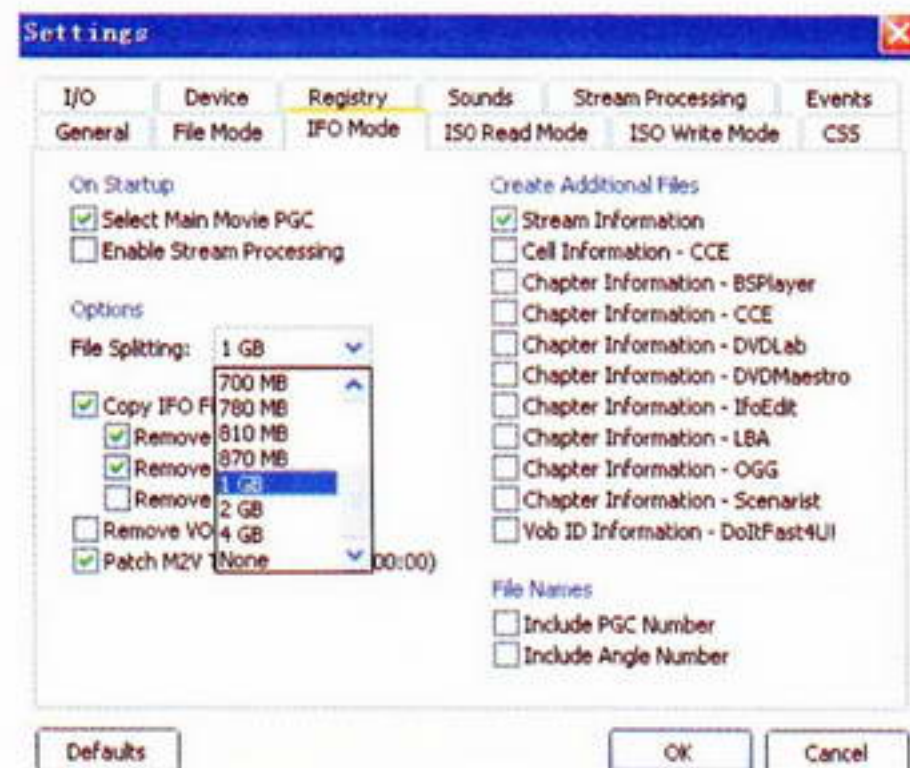 Settings
I/O Device Registry Sounds Stream Processing Events
General File Mode IFO Mode ISO Read Mode ISO Write Mode CSS
On Startup
Select Main Movie PGC
Enable Stream Processing
Options
File Splitting: 1 GB
700 MB
780 MB
810 MB
870 MB
1 GB
2 GB
4 GB
None
Copy IFO
Remove
Remove
Remove
Remove VO
Patch M2V
00:00)
Create Additional Files
Stream Information
Cell Information - CCE
Chapter Information - BSPlayer
Chapter Information - CCE
Chapter Information - DVDLab
Chapter Information - DVDMaestro
Chapter Information - IfoEdit
Chapter Information - LBA
Chapter Information - OGG
Chapter Information - Scenarist
Vob ID Information - DoItFast4U!
File Names
Include PGC Number
Include Angle Number
Defaults OK Cancel